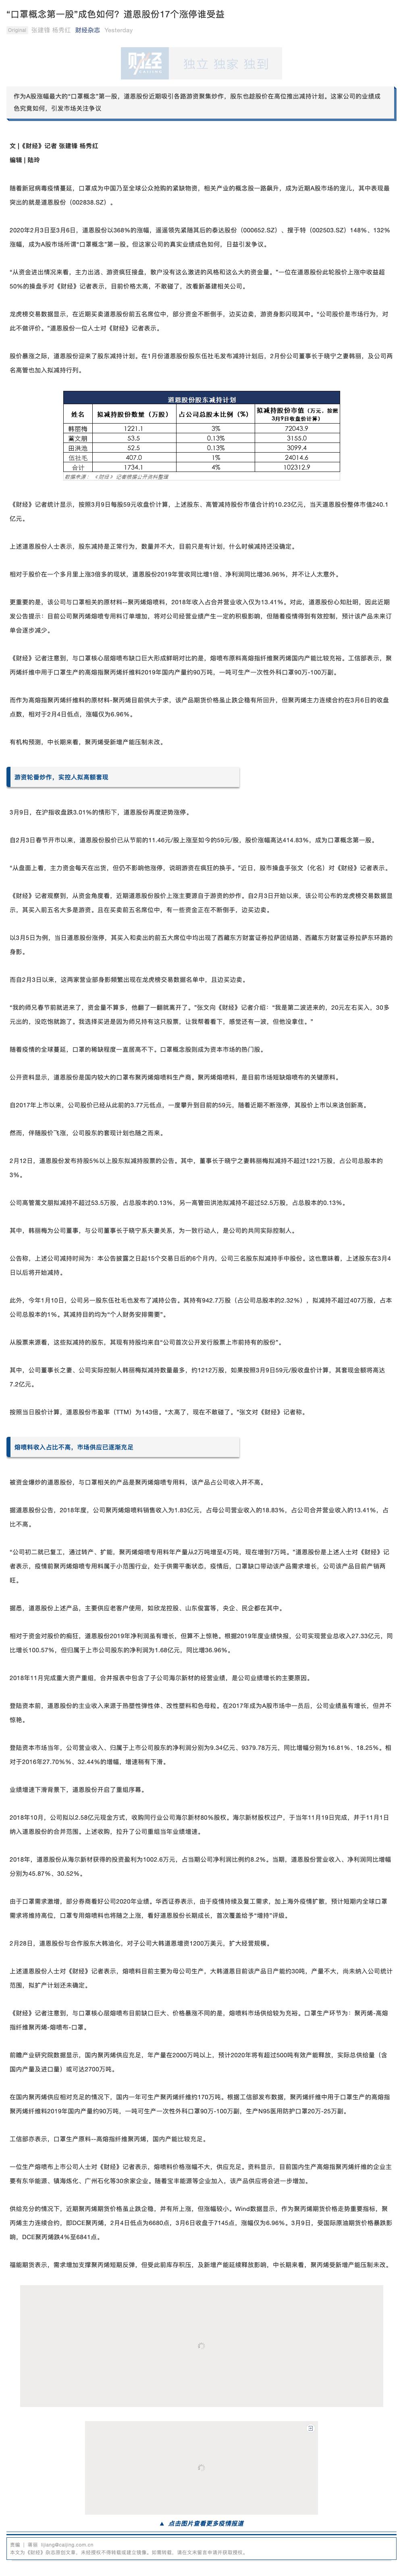 “口罩概念第一股”成色如何？道恩股份17个涨停谁受益
Original 张建锋 杨秀红 财经杂志 Yesterday
财经
CAIJING
独立 独家 独到
作为A股涨幅最大的“口罩概念”第一股，道恩股份近期吸引各路游资聚集炒作，股东也趁股价在高位推出减持计划。这家公司的业绩成
色究竟如何，引发市场关注争议
文 |《财经》记者 张建锋 杨秀红
编辑 | 陆玲
随着新冠病毒疫情蔓延，口罩成为中国乃至全球公众抢购的紧缺物资，相关产业的概念股一路飙升，成为近期A股市场的宠儿，其中表现最
突出的就是道恩股份（002838.SZ）。
2020年2月3日至3月6日，道恩股份以368%的涨幅，遥遥领先紧随其后的泰达股份（000652.SZ）、搜于特（002503.SZ）148%、132%
涨幅，成为A股市场所谓“口罩概念”第一股。但这家公司的真实业绩成色如何，日益引发争议。
“从资金进出情况来看，主力出逃、游资疯狂接盘，散户没有这么激进的风格和这么大的资金量。”一位在道恩股份此轮股价上涨中收益超
50%的操盘手对《财经》记者表示，目前价格太高，不敢碰了，改看新基建相关公司。
龙虎榜交易数据显示，在近期买卖道恩股份前五名席位中，部分资金不断倒手，边买边卖，游资身影闪现其中。“公司股价是市场行为，对
此不做评价。”道恩股份一位人士对《财经》记者表示。
股价暴涨之际，道恩股份迎来了股东减持计划。在1月份道恩股份股东伍社毛发布减持计划后，2月份公司董事长于晓宁之妻韩丽，及公司两
名高管也加入拟减持行列。
道恩股份股东减持计划
姓名 拟减持股份数量（万股） 占公司总股本比例（%） 拟减持股份市值（万元，按照3月9日收盘价计算）
韩丽梅 1221.1 3% 72043.9
蒿文朋 53.5 0.13% 3155.0
田洪池 52.5 0.13% 3099.4
伍社毛 407.0 1% 24014.6
合计 1734.1 4% 102312.9
数据来源：《财经》记者根据公开资料整理
《财经》记者统计显示，按照3月9日每股59元收盘价计算，上述股东、高管减持股份市值合计约10.23亿元，当天道恩股份整体市值240.1
亿元。
上述道恩股份人士表示，股东减持是正常行为，数量并不大，目前只是有计划，什么时候减持还没确定。
相对于股价在一个多月里上涨3倍多的现状，道恩股份2019年营收同比增1倍、净利润同比增36.96%，并不让人太意外。
更重要的是，该公司与口罩相关的原材料--聚丙烯熔喷料，2018年收入占合并营业收入仅为13.41%。对此，道恩股份心知肚明，因此近期
发公告提示：目前公司聚丙烯熔喷专用料订单增加，将对公司经营业绩产生一定的积极影响，但随着疫情得到有效控制，预计该产品未来订
单会逐步减少。
《财经》记者注意到，与口罩核心层熔喷布缺口巨大形成鲜明对比的是，熔喷布原料高熔指纤维聚丙烯国内产能比较充裕。工信部表示，聚
丙烯纤维中用于口罩生产的高熔指聚丙烯纤维料2019年国内产量约90万吨，一吨可生产一次性外科口罩90万-100万副。
而作为高熔指聚丙烯纤维料的原材料-聚丙烯目前供大于求，该产品期货价格虽止跌企稳有所回升，但聚丙烯主力连续合约在3月6日的收盘
点数，相对于2月4日低点，涨幅仅为6.96%。
有机构预测，中长期来看，聚丙烯受新增产能压制未改。
游资轮番炒作，实控人拟高额套现
3月9日，在沪指收盘跌3.01%的情形下，道恩股份再度逆势涨停。
自2月3日春节开市以来，道恩股份股价已从节前的11.46元/股上涨至如今的59元/股，股价涨幅高达414.83%，成为口罩概念第一股。
“从盘面上看，主力资金每天在出货，但仍不影响他涨停，说明游资在疯狂的换手。”近日，股市操盘手张文（化名）对《财经》记者表示。
《财经》记者观察到，从资金角度看，近期道恩股份股价上涨主要源自于游资的炒作。自2月3日开始以来，该公司公布的龙虎榜交易数据显
示，其买入前五名大多是游资。且在买卖前五名席位中，有一些资金正在不断倒手，边买边卖。
以3月5日为例，当日道恩股份涨停，其买入和卖出的前五大席位中均出现了西藏东方财富证券拉萨团结路、西藏东方财富证券拉萨东环路的
身影。
而自2月3日以来，这两家营业部身影频繁出现在龙虎榜交易数据名单中，且边买边卖。
“我的师兄春节前就进来了，资金量不算多，他翻了一翻就离开了。”张文向《财经》记者介绍：“我是第二波进来的，20元左右买入，30多
元出的，没吃饱就跑了。我选择买进是因为师兄持有这只股票，让我帮着看下，感觉还有一波，但他没拿住。”
随着疫情的全球蔓延，口罩的稀缺程度一直居高不下。口罩概念股则成为资本市场的热门股。
公开资料显示，道恩股份是国内较大的口罩布聚丙烯熔喷料生产商。聚丙烯熔喷料，是目前市场短缺熔喷布的关键原料。
自2017年上市以来，公司股价已经从此前的3.77元低点，一度攀升到目前的59元，随着近期不断涨停，其股价上市以来迭创新高。
然而，伴随股价飞涨，公司股东的套现计划也随之而来。
2月12日，道恩股份发布持股5%以上股东拟减持股票的公告。其中，董事长于晓宁之妻韩丽梅拟减持不超过1221万股，占公司总股本的
3%。
公司高管蒿文朋拟减持不超过53.5万股，占总股本的0.13%，另一高管田洪池拟减持不超过52.5万股，占总股本的0.13%。
其中，韩丽梅为公司董事，与公司董事长于晓宁系夫妻关系，为一致行动人，是公司的共同实际控制人。
公告称，上述公司减持时间为：本公告披露之日起15个交易日后的6个月内，公司三名股东拟减持手中股份。这也意味着，上述股东在3月4
日以后将开始减持。
此外，今年1月10日，公司另一股东伍社毛也发布了减持公告。其持有942.7万股（占公司总股本的2.32%），拟减持不超过407万股，占本
公司总股本的1%。其减持目的均为“个人财务安排需要”。
从股票来源看，这些拟减持的股东，其现有持股均来自“公司首次公开发行股票上市前持有的股份”。
其中，公司董事长之妻、公司实际控制人韩丽梅拟减持数量最多，约1212万股，如果按照3月9日59元/股收盘价计算，其套现金额将高达
7.2亿元。
按照当日股价计算，道恩股份市盈率（TTM）为143倍。“太高了，现在不敢碰了。”张文对《财经》记者称。
熔喷料收入占比不高，市场供应已逐渐充足
被资金爆炒的道恩股份，与口罩相关的产品是聚丙烯熔喷专用料，该产品占公司收入并不高。
据道恩股份公告，2018年度，公司聚丙烯熔喷料销售收入为1.83亿元，占母公司营业收入的18.83%，占公司合并营业收入的13.41%，占
比不高。
“公司初二就已复工，通过转产、扩能，聚丙烯熔喷专用料年产量从2万吨增至4万吨，现在增到7万吨。”道恩股份是上述人士对《财经》记
者表示，疫情前聚丙烯熔喷专用料属于小范围行业，处于供需平衡状态，疫情后，口罩缺口带动该产品需求增长，公司该产品目前产销两
旺。
据悉，道恩股份上述产品，主要供应老客户使用，如欣龙控股、山东俊富等，央企、民企都在其中。
相对于资金对股价的痴狂，道恩股份2019年净利润虽有增长，但算不上惊艳。根据2019年度业绩快报，公司实现营业总收入27.33亿元，同
比增长100.57%，但归属于上市公司股东的净利润为1.68亿元，同比增36.96%。
2018年11月完成重大资产重组，合并报表中包含了子公司海尔新材的经营业绩，是公司业绩增长的主要原因。
登陆资本前，道恩股份的主业收入来源于热塑性弹性体、改性塑料和色母粒。在2017年成为A股市场中一员后，公司业绩虽有增长，但并不
惊艳。
登陆资本市场当年，公司营业收入、归属于上市公司股东的净利润分别为9.34亿元、9379.78万元，同比增幅分别为16.81%、18.25%，相
对于2016年27.70%%、32.44%的增幅，增速稍有下滑。
业绩增速下滑背景下，道恩股份开启了重组序幕。
2018年10月，公司拟以2.58亿元现金方式，收购同行业公司海尔新材80%股权。海尔新材股权过户，于当年11月19日完成，并于11月1日
纳入道恩股份的合并范围。上述收购，拉升了公司重组当年业绩增速。
2018年，道恩股份从海尔新材获得的投资盈利为1002.6万元，占当期公司净利润比例约8.2%。当期，道恩股份营业收入、净利润同比增幅
分别为45.87%、30.52%。
由于口罩需求激增，部分券商看好公司2020年业绩。华西证券表示，由于疫情持续及复工需求，加上海外疫情扩散，预计短期内全球口罩
需求将维持高位，口罩专用熔喷料也将随之上涨，看好道恩股份长期成长，首次覆盖给予“增持”评级。
2月28日，道恩股份与合作股东大韩油化，对子公司大韩道恩增资1200万美元，扩大经营规模。
上述道恩股份人士对《财经》记者表示，熔喷料目前主要为母公司生产，大韩道恩目前该产品日产能约30吨，产量不大，尚未纳入公司统计
范围，拟扩产计划还未确定。
《财经》记者注意到，与口罩核心层熔喷布目前缺口巨大、价格暴涨不同的是，熔喷料市场供给较为充裕。口罩生产环节为：聚丙烯-高熔
指纤维聚丙烯-熔喷布-口罩。
前瞻产业研究院数据显示，国内聚丙烯供应充足，年产量在2000万吨以上，预计2020年将有超过500吨有效产能释放，实际总供给量（含
国内产量及进口量）或可达2700万吨。
在国内聚丙烯供应相对充足的情况下，国内一年可生产聚丙烯纤维约170万吨。根据工信部发布数据，聚丙烯纤维中用于口罩生产的高熔指
聚丙烯纤维料2019年国内产量约90万吨，一吨可生产一次性外科口罩90万-100万副，生产N95医用防护口罩20万-25万副。
工信部亦表示，口罩生产原料--高熔指纤维聚丙烯，国内产能比较充足。
一位生产熔喷布上市公司人士对《财经》记者表示，熔喷料价格涨幅不大，供应充足。资料显示，目前国内生产高熔指聚丙烯纤维的企业主
要有东华能源、镇海炼化、广州石化等30余家企业。随着宝丰能源等企业加入，该产品供应将会进一步增加。
供给充分的情况下，近期聚丙烯期货价格虽止跌企稳，并有所上涨，但涨幅较小。Wind数据显示，作为聚丙烯期货价格走势重要指标，聚
丙烯主力连续合约，即DCE聚丙烯，2月4日低点为6680点，3月6日收盘于7145点，涨幅仅为6.96%。3月9日，受国际原油期货价格暴跌影
响，DCE聚丙烯跌4%至6841点。
福能期货表示，需求增加支撑聚丙烯短期反弹，但受此前库存积压，及新增产能延续释放影响，中长期来看，聚丙烯受新增产能压制未改。
▲ 点击图片查看更多疫情报道
责编 | 蒋丽 lijiang@caijing.com.cn
本文为《财经》杂志原创文章，未经授权不得转载或建立镜像。如需转载，请在文末留言申请并获取授权。